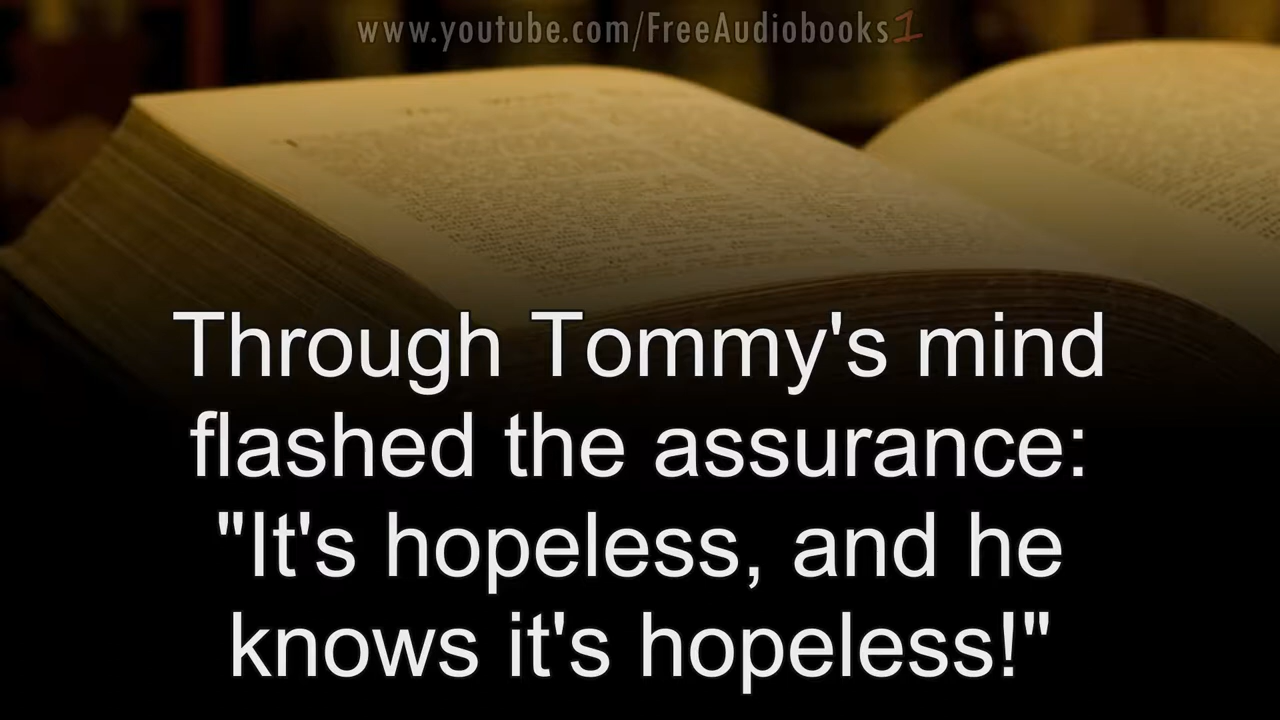 www.youtube.com/FreeAudiobooks1
Through Tommy's mind
flashed the assurance:
"It's hopeless, and he
knows it's hopeless!"